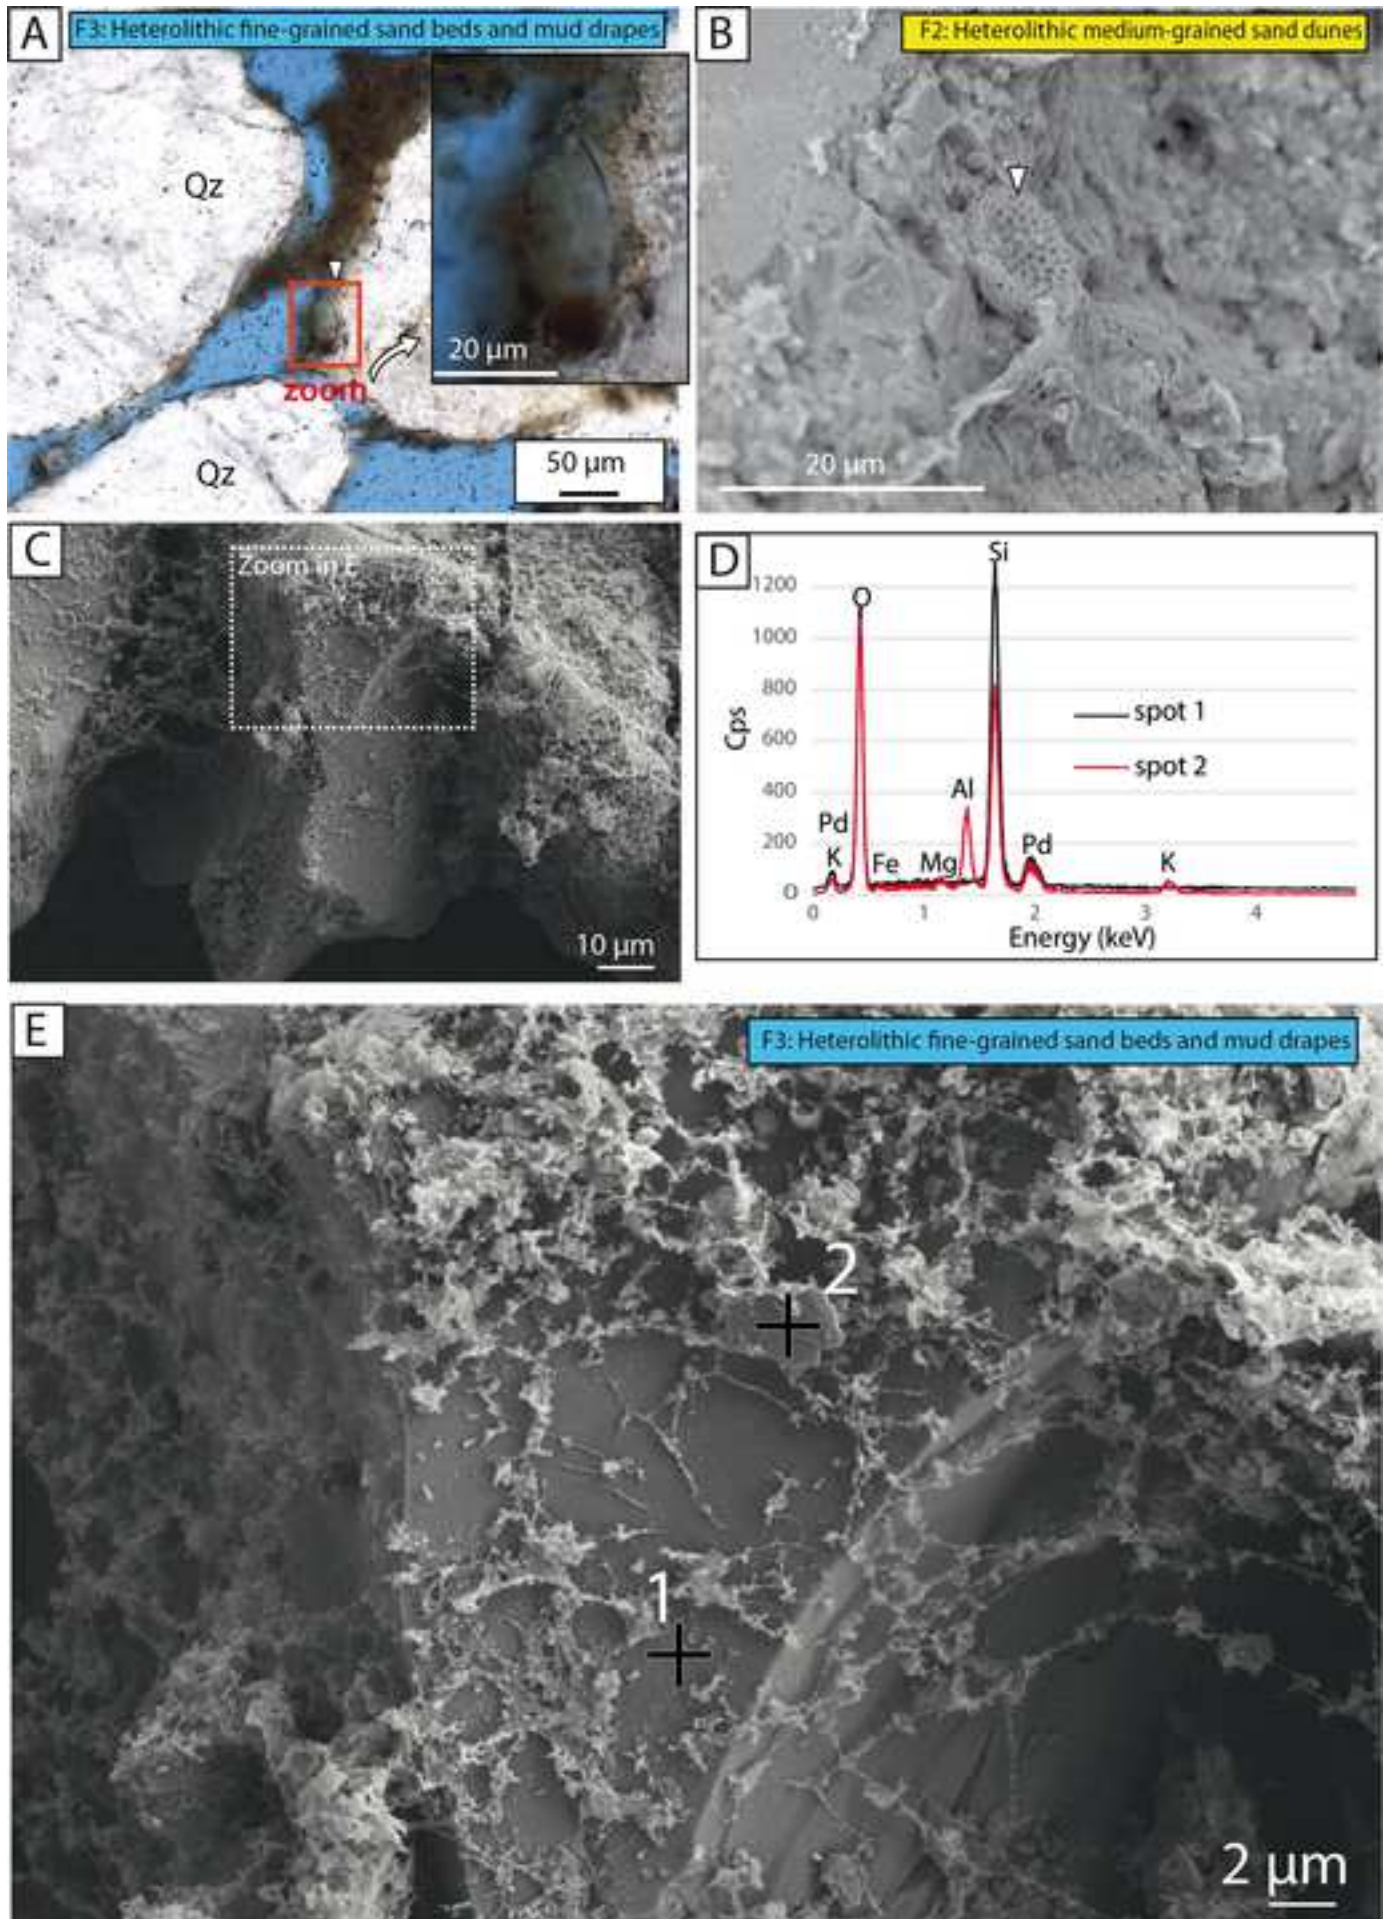 A
F3: Heterolithic fine-grained sand beds and mud drapes
Qz
Qz
zoom
20 µm
50 µm
B
F2: Heterolithic medium-grained sand dunes
20 µm
C
Zoom in E
10 µm
D
Si
O
Al
Pd
K
Fe
Mg
Pd
K
spot 1
spot 2
Cps
1200
1000
800
600
400
200
0
0
1
2
3
4
Energy (keV)
E
F3: Heterolithic fine-grained sand beds and mud drapes
2
1
2 µm